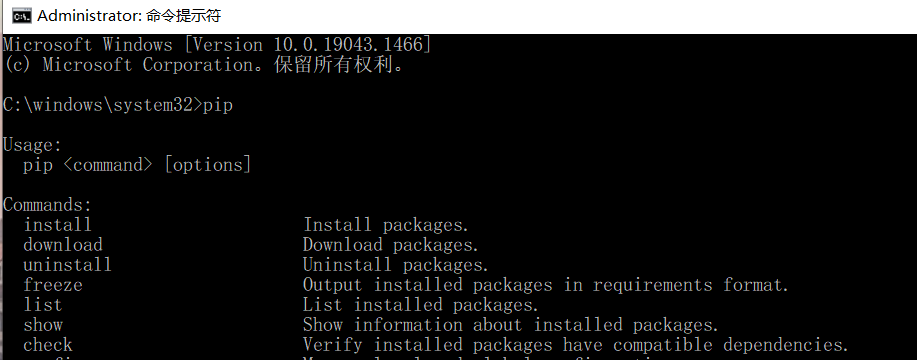 Administrator: 命令提示符
Microsoft Windows [Version 10.0.19043.1466]
(c) Microsoft Corporation。保留所有权利。
C:\windows\system32>pip
Usage:
pip <command> [options]
Commands:
install Install packages.
download Download packages.
uninstall Uninstall packages.
freeze Output installed packages in requirements format.
list List installed packages.
show Show information about installed packages.
check Verify installed packages have compatible dependencies.